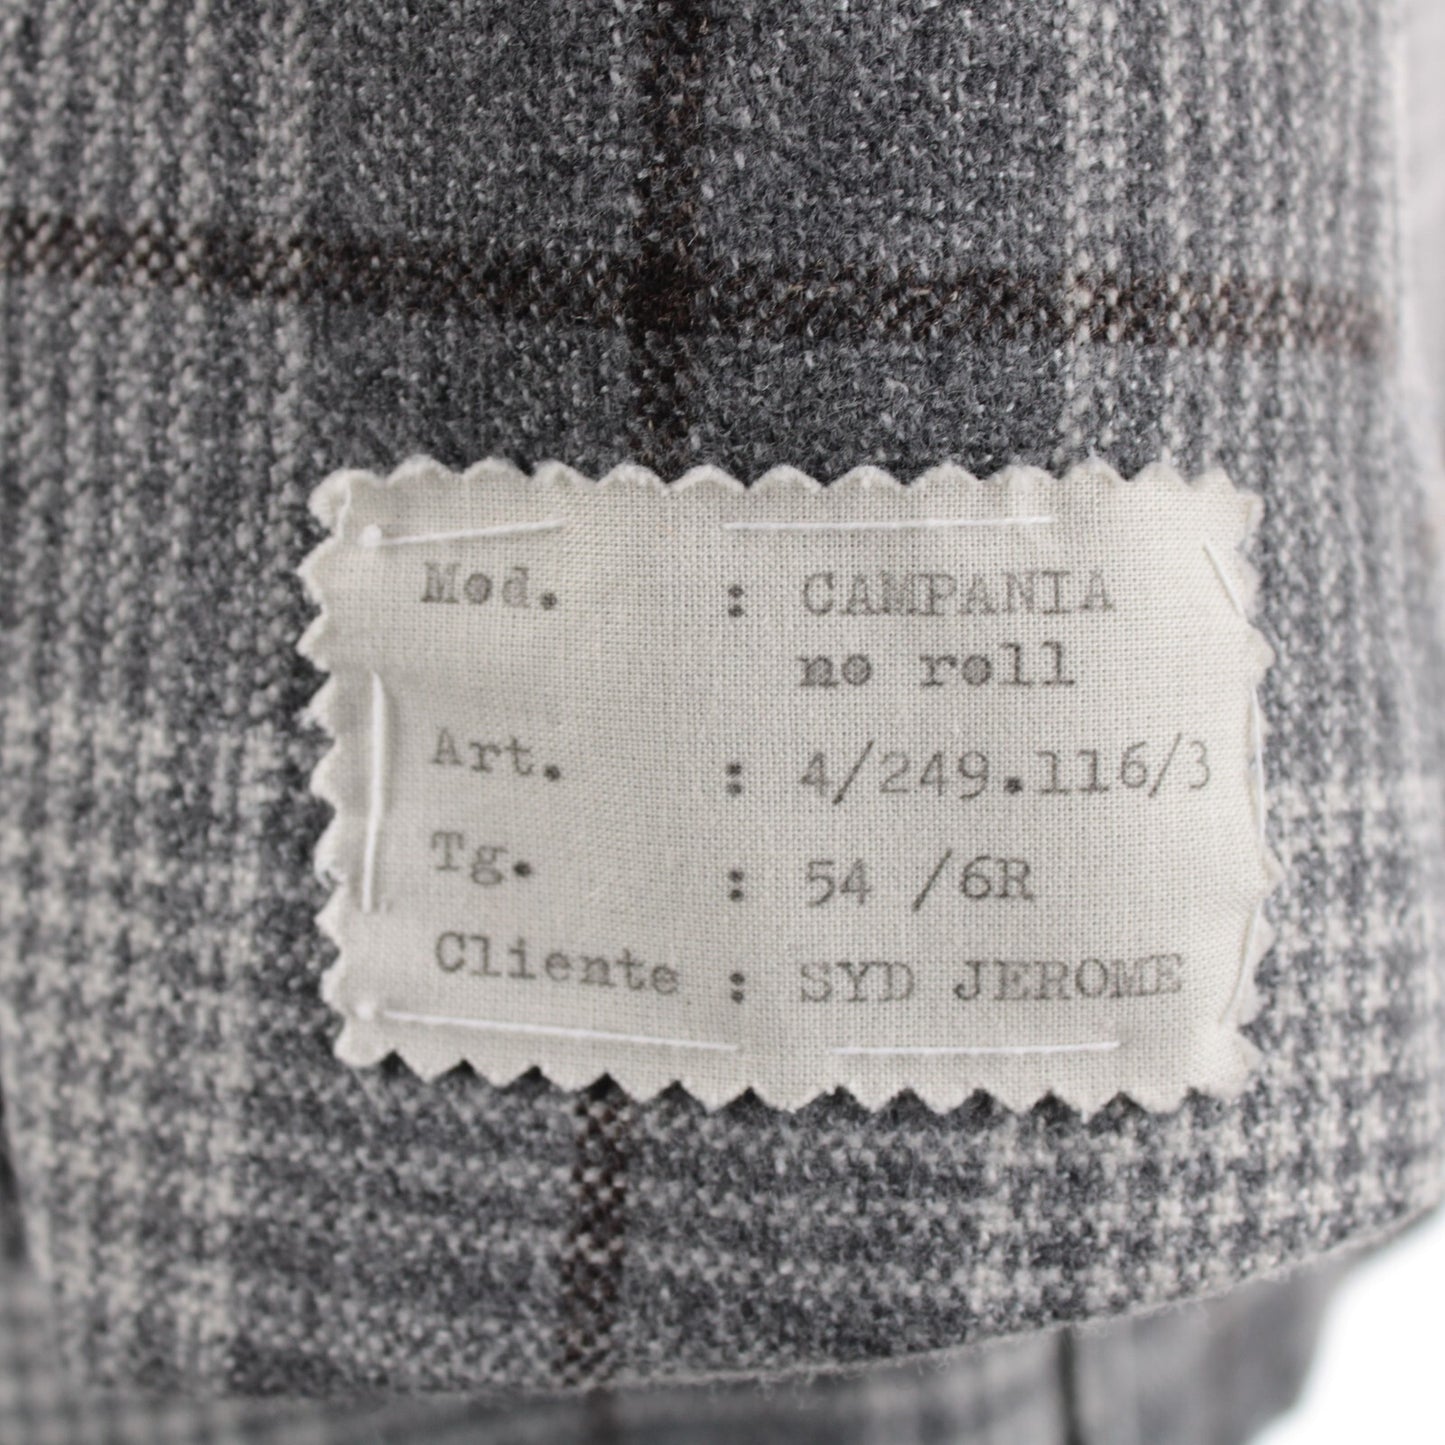 Mod. : CAMPANIA
no roll
Art. : 4/249.116/3
Tg. : 54 /6R
Cliente : SYD JEROME